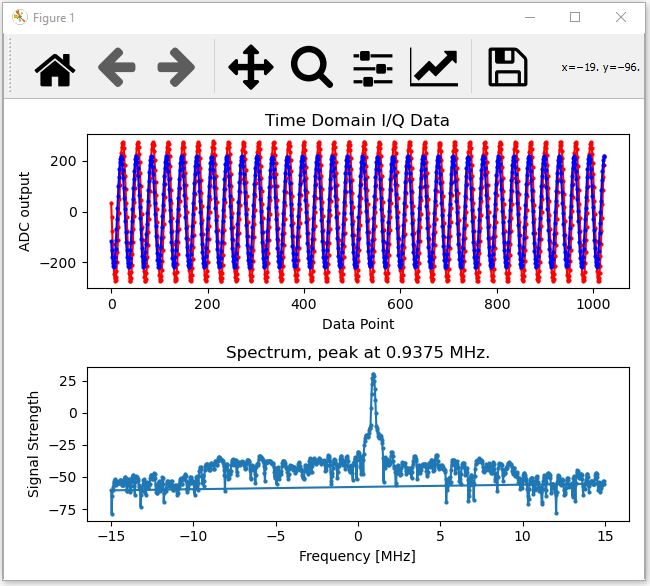 Figure 1
x=−19. y=−96.
Time Domain I/Q Data
ADC output
200
0
−200
0
200
400
600
800
1000
Data Point
Spectrum, peak at 0.9375 MHz.
Signal Strength
25
0
−25
−50
−75
−15
−10
−5
0
5
10
15
Frequency [MHz]